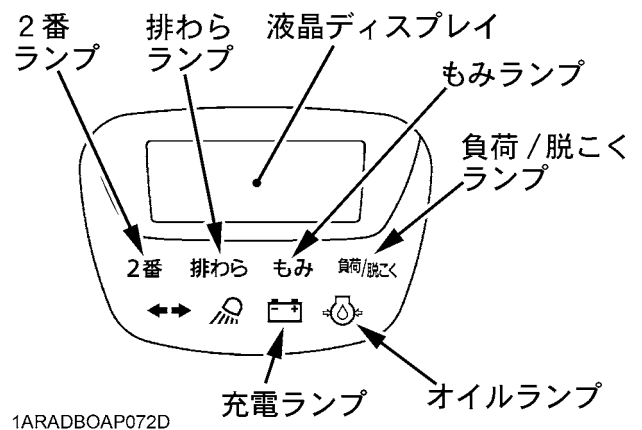 ２番
ランプ
排わら
ランプ
液晶ディスプレイ
もみランプ
負荷／脱こく
ランプ
2番 排わら もみ 負荷/脱こく
充電ランプ
オイルランプ
1ARADBOAP072D